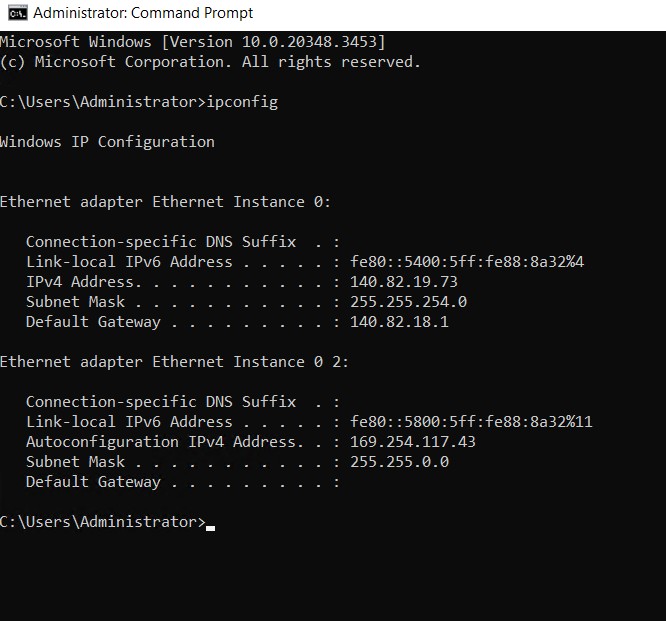 Administrator: Command Prompt
Microsoft Windows [Version 10.0.20348.3453]
(c) Microsoft Corporation. All rights reserved.
C:\Users\Administrator>ipconfig
Windows IP Configuration
Ethernet adapter Ethernet Instance 0:
Connection-specific DNS Suffix  . :
Link-local IPv6 Address . . . . . : fe80::5400:5ff:fe88:8a32%4
IPv4 Address. . . . . . . . . . . : 140.82.19.73
Subnet Mask . . . . . . . . . . . : 255.255.254.0
Default Gateway . . . . . . . . . : 140.82.18.1
Ethernet adapter Ethernet Instance 0 2:
Connection-specific DNS Suffix  . :
Link-local IPv6 Address . . . . . : fe80::5800:5ff:fe88:8a32%11
Autoconfiguration IPv4 Address. . : 169.254.117.43
Subnet Mask . . . . . . . . . . . : 255.255.0.0
Default Gateway . . . . . . . . . :
C:\Users\Administrator>